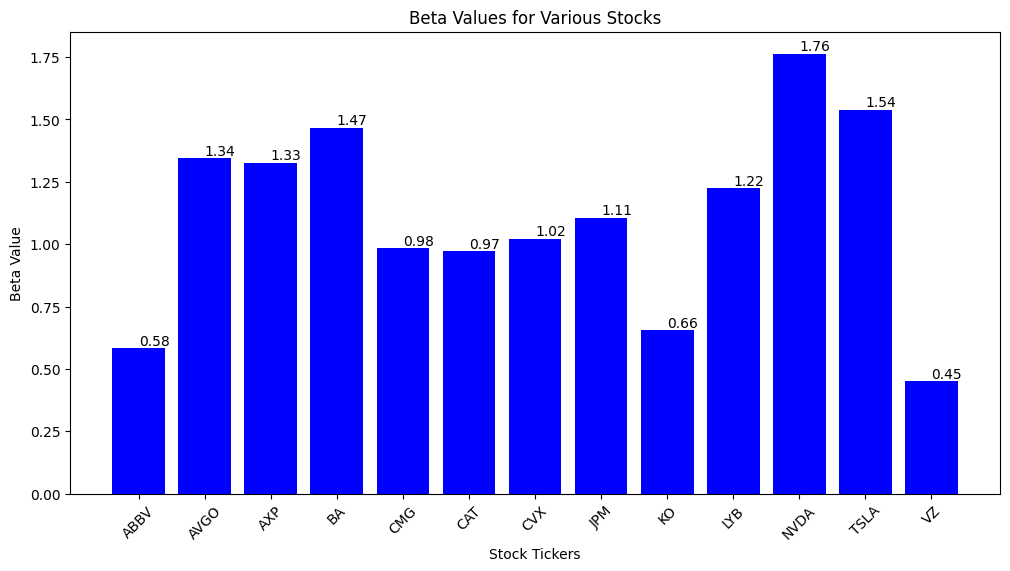 Beta Values for Various Stocks
Beta Value
1.75
1.50
1.25
1.00
0.75
0.50
0.25
0.00
0.58
1.34
1.33
1.47
0.98
0.97
1.02
1.11
0.66
1.22
1.76
1.54
0.45
ABBV
AVGO
AXP
BA
CMG
CAT
CVX
JPM
KO
LYB
NVDA
TSLA
VZ
Stock Tickers